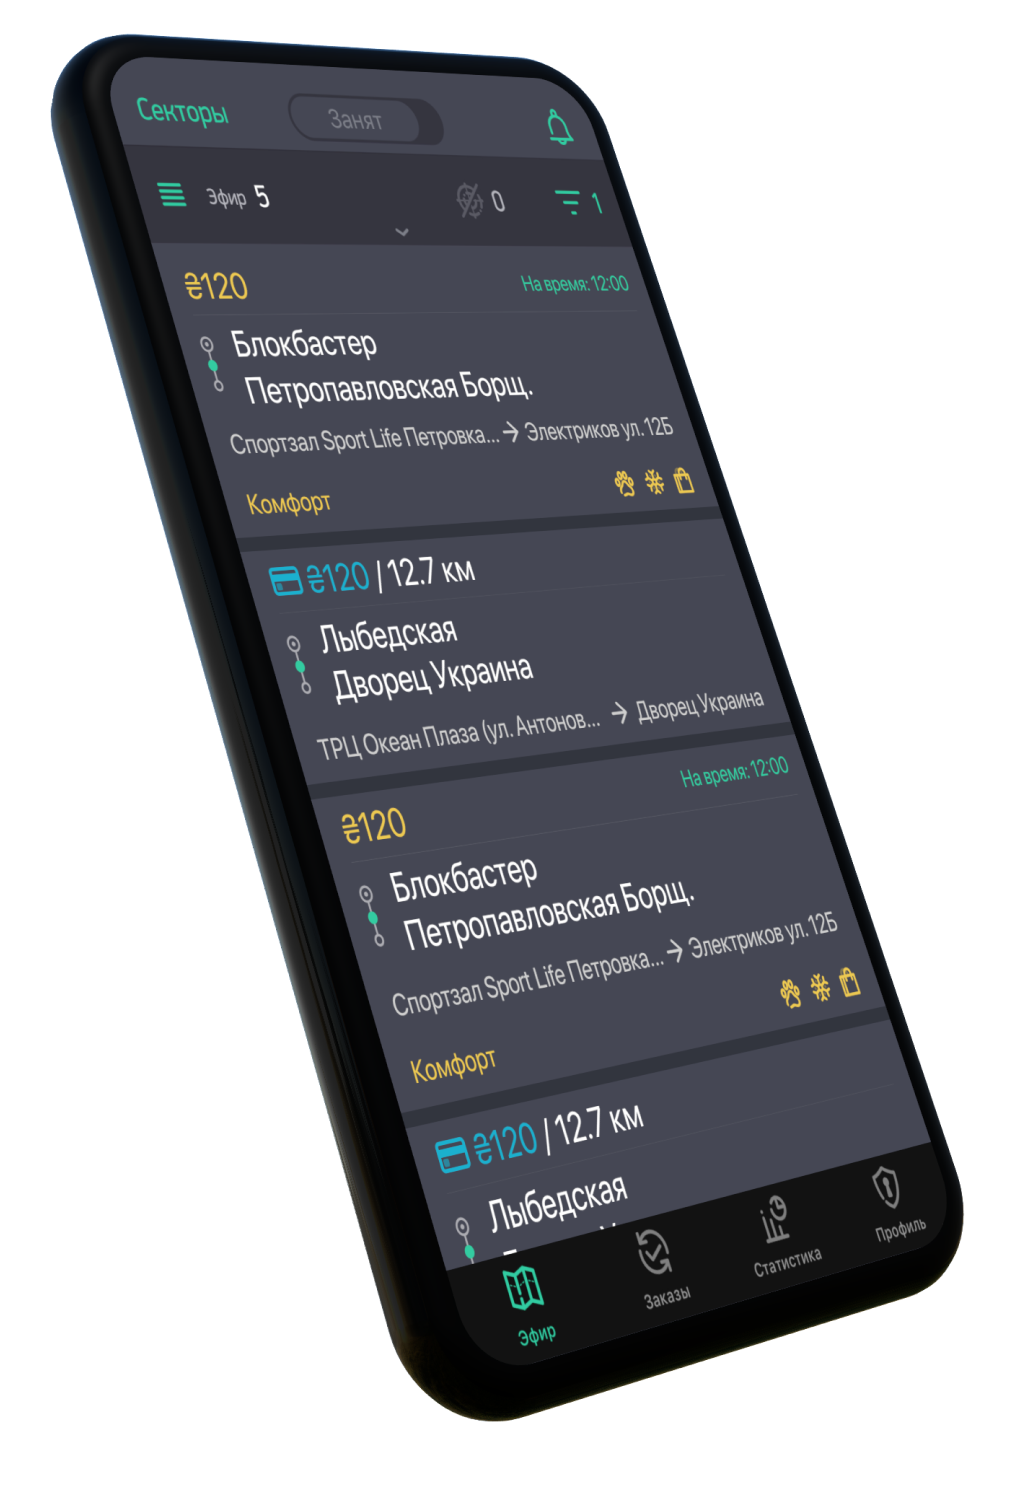 Секторы Занят
Эфир 5 0 1
₴120 На время: 12:00
Блокбастер
Петропавловская Борщ.
Спортзал Sport Life Петровка... → Электриков ул. 12Б
Комфорт
₴120 / 12.7 км
Лыбедская
Дворец Украина
ТРЦ Океан Плаза (ул. Антонов... → Дворец Украина
₴120 На время: 12:00
Блокбастер
Петропавловская Борщ.
Спортзал Sport Life Петровка... → Электриков ул. 12Б
Комфорт
₴120 / 12.7 км
Лыбедская
Эфир Заказы Статистика Профиль